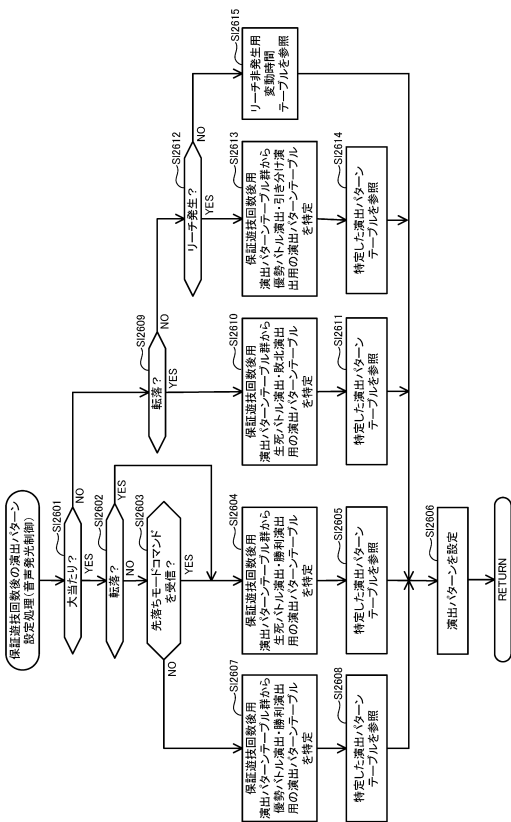 保証遊技回数後の演出パターン
設定処理（音声発光制御）
SI2601
大当たり？
NO
YES
SI2602
転落？
YES
NO
SI2603
先落ちモードコマンド
を受信？
YES
NO
SI2604
保証遊技回数後用
演出パターンテーブル群から
生死バトル演出・勝利演出
用の演出パターンテーブル
を特定
SI2605
特定した演出パターン
テーブルを参照
SI2606
演出パターンを設定
RETURN
SI2607
保証遊技回数後用
演出パターンテーブル群から
優勢バトル演出・勝利演出
用の演出パターンテーブル
を特定
SI2608
特定した演出パターン
テーブルを参照
SI2609
転落？
NO
YES
SI2610
保証遊技回数後用
演出パターンテーブル群から
生死バトル演出・敗北演出
用の演出パターンテーブル
を特定
SI2611
特定した演出パターン
テーブルを参照
SI2612
リーチ発生？
NO
YES
SI2613
保証遊技回数後用
演出パターンテーブル群から
優勢バトル演出・引き分け演
出用の演出パターンテーブル
を特定
SI2614
特定した演出パターン
テーブルを参照
SI2615
リーチ非発生用
変動時間
テーブルを参照